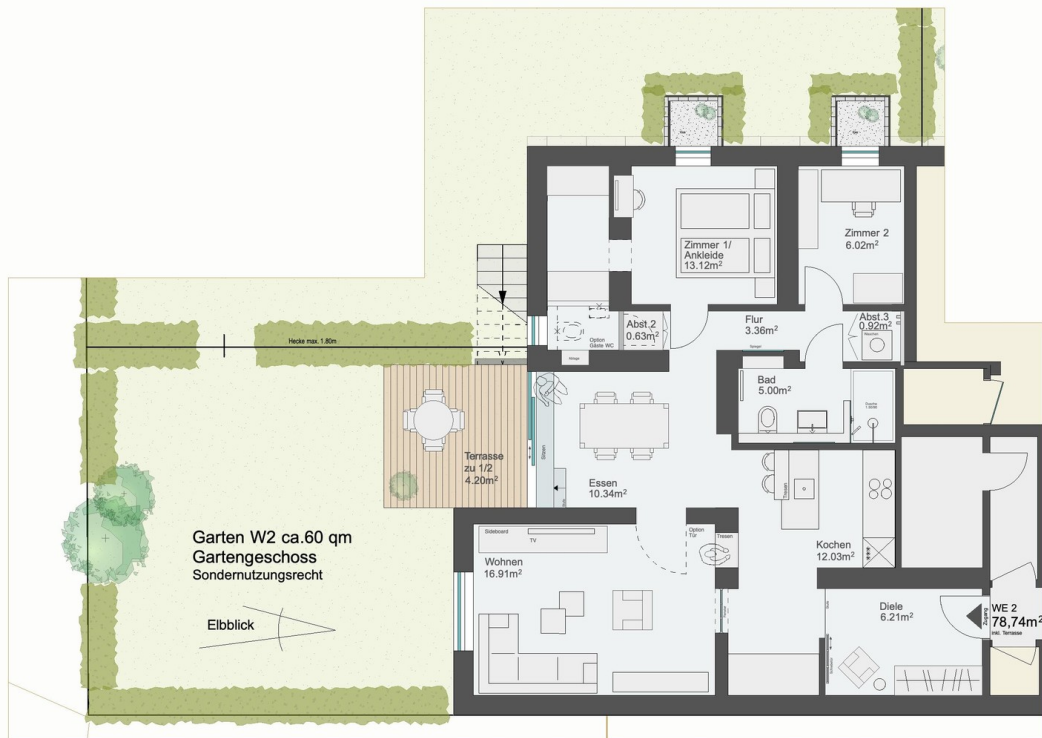 Zimmer 1/
Ankleide
13.12m²
Zimmer 2
6.02m²
Hecke max. 1.80m
Option
Gäste WC
Abst.2
0.63m²
Flur
3.36m²
Abst.3
0.92m²
Bad
5.00m²
Dusche
Sitzen
Terrasse
zu 1/2
4.20m²
Essen
10.34m²
Tresen
Kochen
12.03m²
Garten W2 ca.60 qm
Gartengeschoss
Sondernutzungsrecht
Elbblick
Sideboard
TV
Option
Tür
Tresen
Wohnen
16.91m²
Diele
6.21m²
Zugang
WE 2
78,74m²
inkl. Terrasse